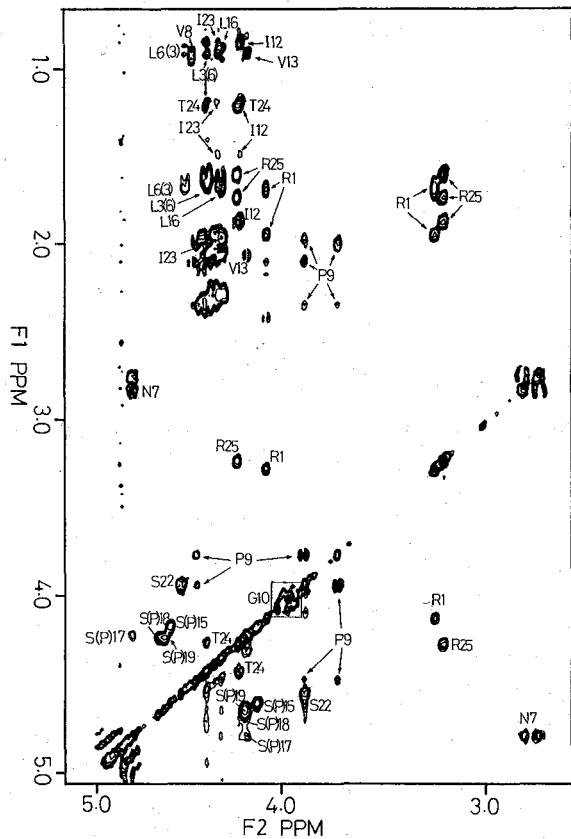 I23
L16
V8
L6(3)
I12
V13
L3(6)
T24
T24
I23
I12
R25
R1
L6(3)
L3(6)
L16
I12
I23
V13
R1
R25
P9
N7
R25
R1
P9
S22
G10
S(P)18
S(P)15
S(P)17
S(P)19
T24
R1
R25
P9
T24
S(P)19
S(P)15
S22
S(P)18
S(P)17
N7
1.0
2.0
3.0
4.0
5.0
F1 PPM
5.0
4.0
3.0
F2 PPM